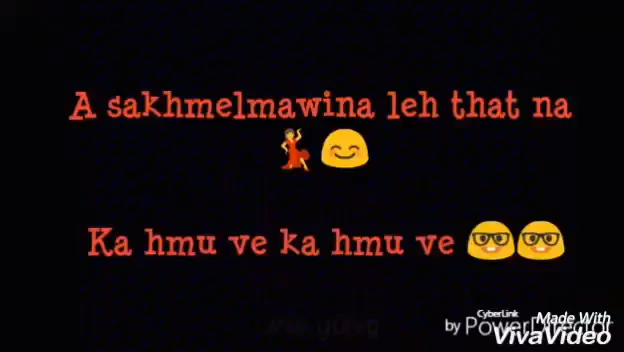 A sakhmelmawina leh that na
💃😊
Ka hmu ve ka hmu ve 🤓🤓
CyberLink
by PowerDirector
Made With
VivaVideo